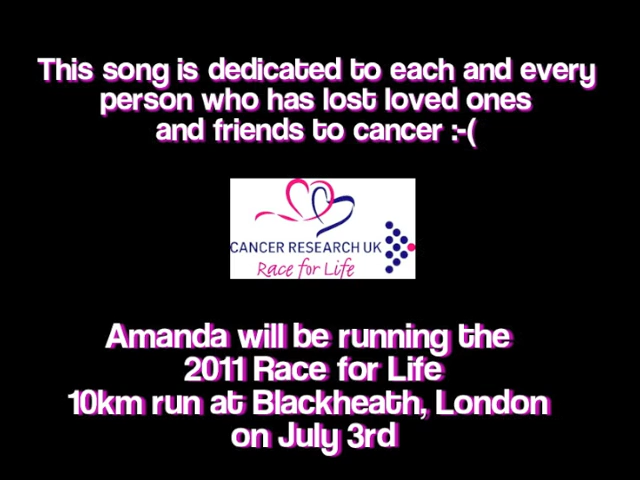 This song is dedicated to each and every
person who has lost loved ones
and friends to cancer :-(
CANCER RESEARCH UK
Race for Life
Amanda will be running the
2011 Race for Life
10km run at Blackheath, London
on July 3rd